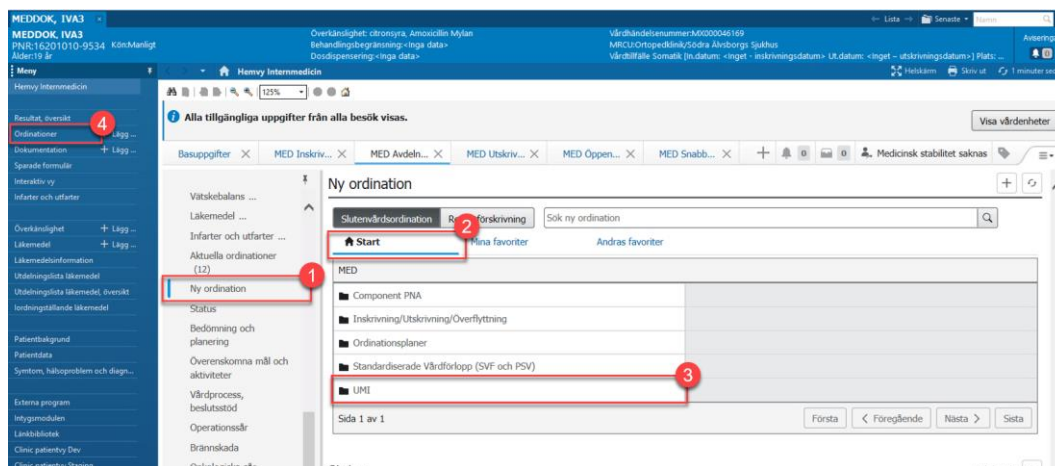 MEDDOK, IVA3 ×
← Lista → Senaste Namn
MEDDOK, IVA3
PNR:16201010-9534 Kön:Manligt
Ålder:19 år
Överkänslighet: citronsyra, Amoxicillin Mylan
Behandlingsbegränsning:<Inga data>
Dosdispensering:<Inga data>
Vårdhändelsenummer:MX000046169
MRCU:Ortopedklinik/Södra Älvsborgs Sjukhus
Vårdtillfälle Somatik [In.datum: <Inget - inskrivningsdatum> Ut.datum: <Inget – utskrivningsdatum>] Plats: ...
Avisering
0
Meny
Hemvy Internmedicin
Helskärm Skriv ut 1 minuter sed
Hemvy Internmedicin
Resultat, översikt
Ordinationer Lägg ...
4
Dokumentation + Lägg ...
Sparade formulär
Interaktiv vy
Infarter och utfarter
Överkänslighet + Lägg ...
Läkemedel + Lägg ...
Läkemedelsinformation
Utdelningslista läkemedel
Utdelningslista läkemedel, översikt
Iordningställande läkemedel
Patientbakgrund
Patientdata
Symtom, hälsoproblem och diagn...
Externa program
Intygsmodulen
Länkbibliotek
Clinic patientvy Dev
Clinic patientvy Staging
125%
Alla tillgängliga uppgifter från alla besök visas.
Visa vårdenheter
Basuppgifter × MED Inskriv... × MED Avdeln... × MED Utskriv... × MED Öppen... × MED Snabb... × + 0 0 Medicinsk stabilitet saknas
Vätskebalans ...
Läkemedel ...
Infarter och utfarter ...
Aktuella ordinationer
(12)
1
Ny ordination
Status
Bedömning och
planering
Överenskomna mål och
aktiviteter
Vårdprocess,
beslutsstöd
Operationssår
Brännskada
Ny ordination
+
Slutenvårdsordination förskrivning Sök ny ordination
2
Start Mina favoriter Andras favoriter
MED
Component PNA
Inskrivning/Utskrivning/Överflyttning
Ordinationsplaner
Standardiserade Vårdförlopp (SVF och PSV)
3
UMI
Sida 1 av 1
Första < Föregående Nästa > Sista